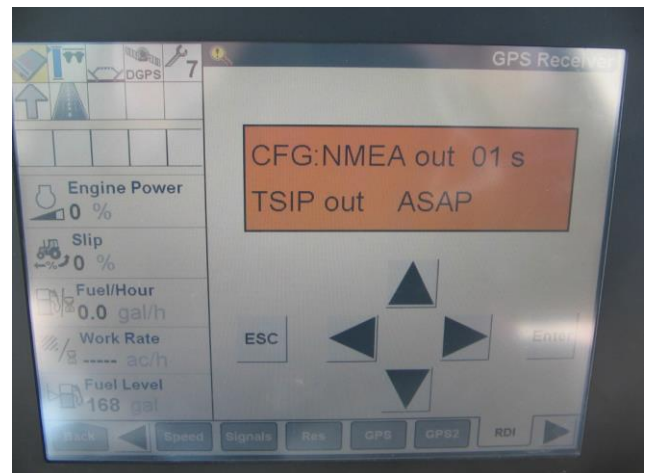 DGPS
7
GPS Receiver
CFG:NMEA out 01 s
TSIP out ASAP
Engine Power
0 %
Slip
0 %
Fuel/Hour
0.0 gal/h
Work Rate
----- ac/h
Fuel Level
168 gal
ESC
Enter
Back
Speed
Signals
Res
GPS
GPS2
RDI